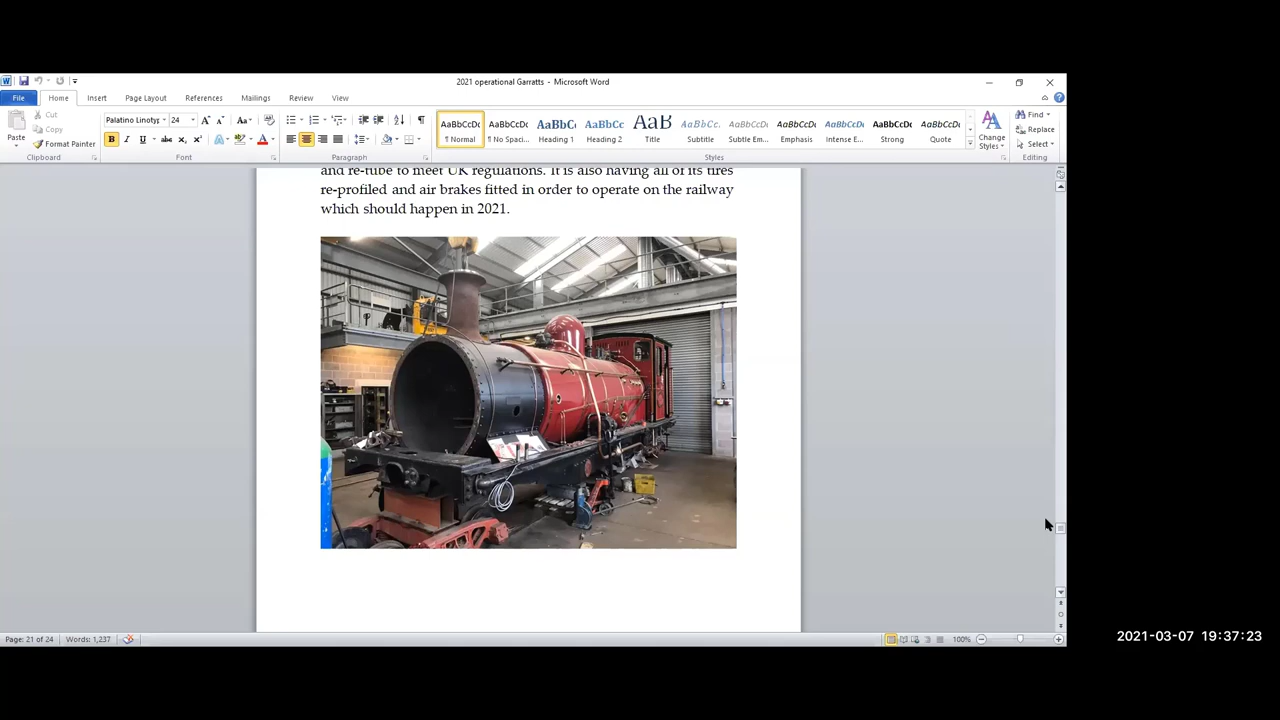 2021 operational Garratts - Microsoft Word
File Home Insert Page Layout References Mailings Review View
Paste Cut Copy Format Painter Clipboard
Palatino Linoty 24 Font
Paragraph
AaBbCcDc AaBbCcDc AaBbC AaBbCc AaB AaBbCc. AaBbCcDc AaBbCcDc AaBbCcDc AaBbCcDc AaBbCcDc
¶ Normal ¶ No Spaci... Heading 1 Heading 2 Title Subtitle Subtle Em... Emphasis Intense E... Strong Quote
Change Styles Styles
Find Replace Select Editing
and re-tube to meet UK regulations. It is also having all of its tires
re-profiled and air brakes fitted in order to operate on the railway
which should happen in 2021.
Page: 21 of 24 Words: 1,237 100%
2021-03-07 19:37:23